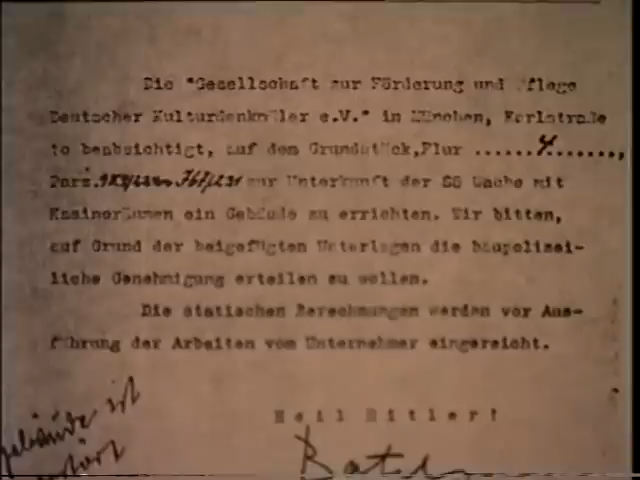 Die "Gesellschaft zur Förderung und Pflege
Deutscher Kulturdenkmäler e.V." in München, Karlstraße
10 beabsichtigt, auf dem Grundstück, Flur ......4.......,
Parz. zur Unterkunft der SS Wache mit
Kasinoräumen ein Gebäude zu errichten. Wir bitten,
auf Grund der beigefügten Unterlagen die baupolizei-
liche Genehmigung erteilen zu wollen.
Die statischen Berechnungen werden vor Aus-
führung der Arbeiten vom Unternehmer eingereicht.
Heil Hitler!
Gebäude ist